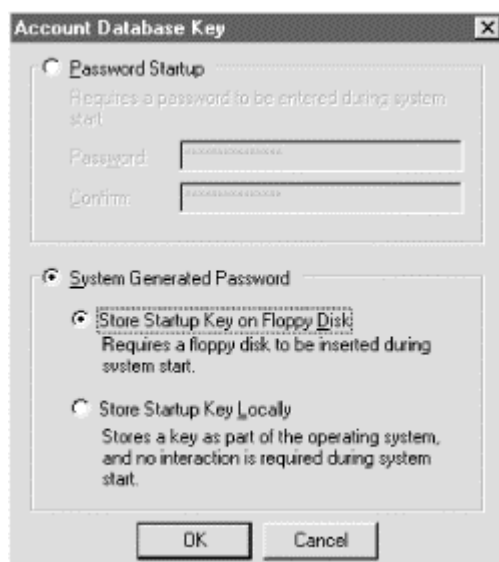 Account Database Key
Password Startup
Requires a password to be entered during system
start.
Password:
****************
Confirm:
****************
System Generated Password
Store Startup Key on Floppy Disk
Requires a floppy disk to be inserted during
system start.
Store Startup Key Locally
Stores a key as part of the operating system,
and no interaction is required during system
start.
OK
Cancel